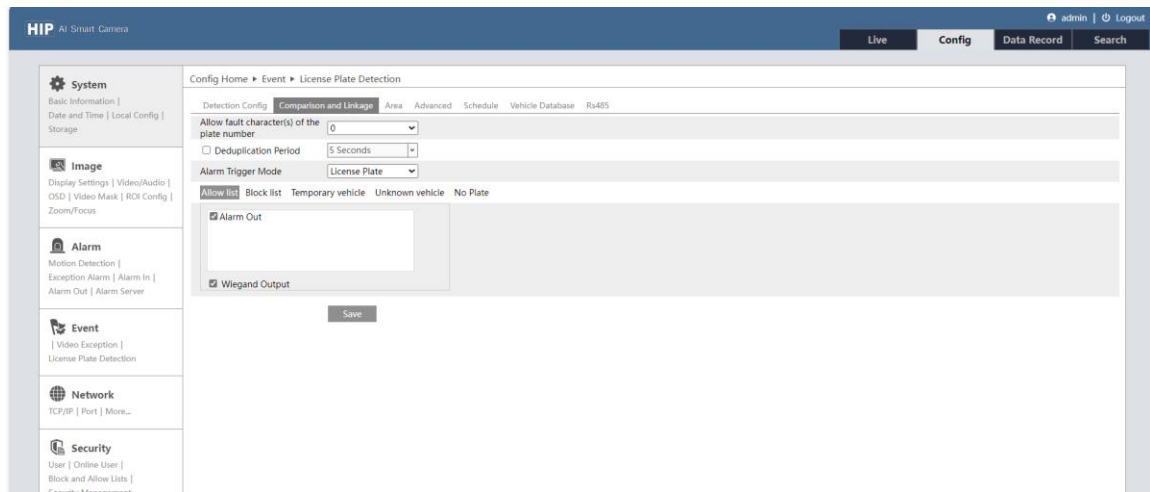 HIP AI Smart Camera
admin | Logout
Live Config Data Record Search
System
Basic Information |
Date and Time | Local Config |
Storage
Image
Display Settings | Video/Audio |
OSD | Video Mask | ROI Config |
Zoom/Focus
Alarm
Motion Detection |
Exception Alarm | Alarm In |
Alarm Out | Alarm Server
Event
| Video Exception |
License Plate Detection
Network
TCP/IP | Port | More...
Security
User | Online User |
Block and Allow Lists |
Security Management
Config Home ▸ Event ▸ License Plate Detection
Detection Config Comparison and Linkage Area Advanced Schedule Vehicle Database Rs485
Allow fault character(s) of the
plate number 0
Deduplication Period 5 Seconds
Alarm Trigger Mode License Plate
Allow list Block list Temporary vehicle Unknown vehicle No Plate
Alarm Out
Wiegand Output
Save